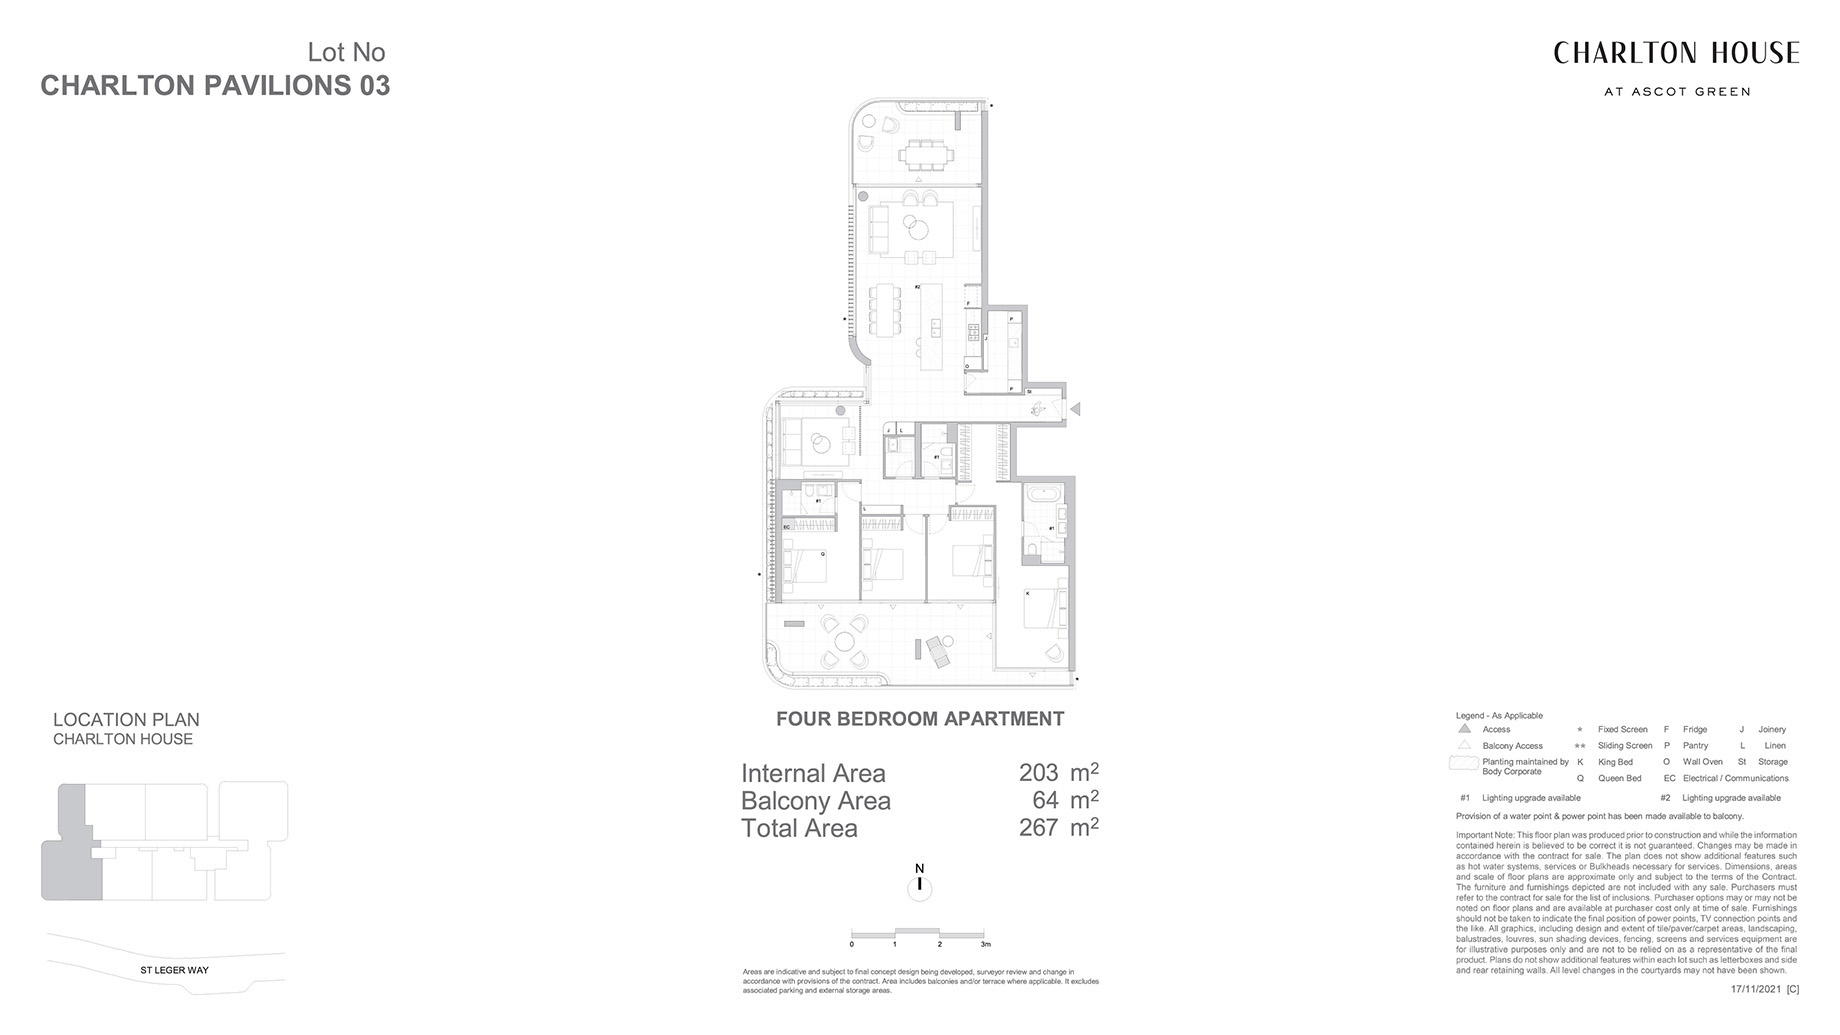 Lot No
CHARLTON PAVILIONS 03
CHARLTON HOUSE
AT ASCOT GREEN
*
#2
F
P
J
*
O
P
St
J L
#1
#1
L
EC
#1
Q
*
K
*
FOUR BEDROOM APARTMENT
Internal Area 203 m²
Balcony Area 64 m²
Total Area 267 m²
N
0 1 2 3m
Areas are indicative and subject to final concept design being developed, surveyor review and change in
accordance with provisions of the contract. Area includes balconies and/or terrace where applicable. It excludes
associated parking and external storage areas.
LOCATION PLAN
CHARLTON HOUSE
ST LEGER WAY
Legend - As Applicable
Access * Fixed Screen F Fridge J Joinery
Balcony Access ** Sliding Screen P Pantry L Linen
Planting maintained by K King Bed O Wall Oven St Storage
Body Corporate
Q Queen Bed EC Electrical / Communications
#1 Lighting upgrade available #2 Lighting upgrade available
Provision of a water point & power point has been made available to balcony.
Important Note: This floor plan was produced prior to construction and while the information
contained herein is believed to be correct it is not guaranteed. Changes may be made in
accordance with the contract for sale. The plan does not show additional features such
as hot water systems, services or Bulkheads necessary for services. Dimensions, areas
and scale of floor plans are approximate only and subject to the terms of the Contract.
The furniture and furnishings depicted are not included with any sale. Purchasers must
refer to the contract for sale for the list of inclusions. Purchaser options may or may not be
noted on floor plans and are available at purchaser cost only at time of sale. Furnishings
should not be taken to indicate the final position of power points, TV connection points and
the like. All graphics, including design and extent of tile/paver/carpet areas, landscaping,
balustrades, louvres, sun shading devices, fencing, screens and services equipment are
for illustrative purposes only and are not to be relied on as a representative of the final
product. Plans do not show additional features within each lot such as letterboxes and side
and rear retaining walls. All level changes in the courtyards may not have been shown.
17/11/2021 [C]